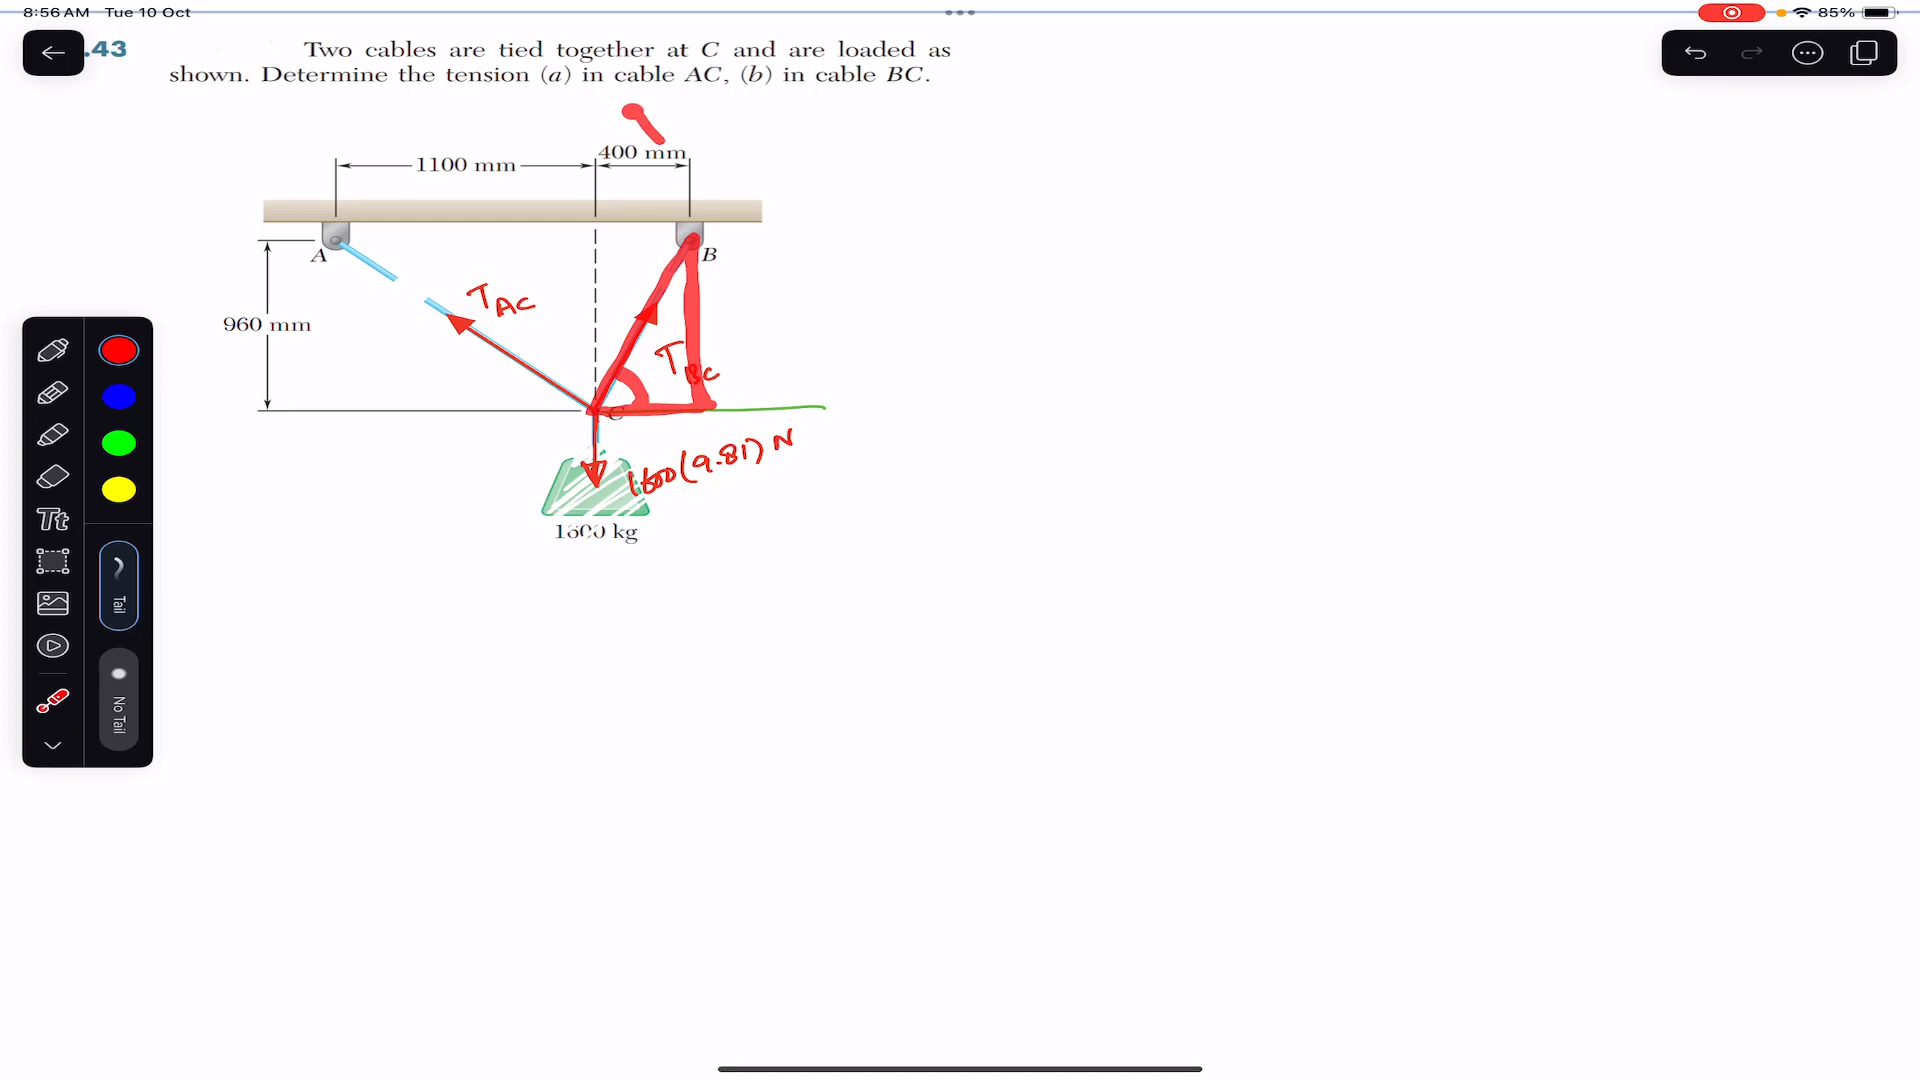 8:56 AM Tue 10 Oct
85%
.43 Two cables are tied together at C and are loaded as
shown. Determine the tension (a) in cable AC, (b) in cable BC.
400 mm
1100 mm
A
B
TAC
960 mm
TBC
C
1600(9.81) N
kg
Tt
Tail
No Tail